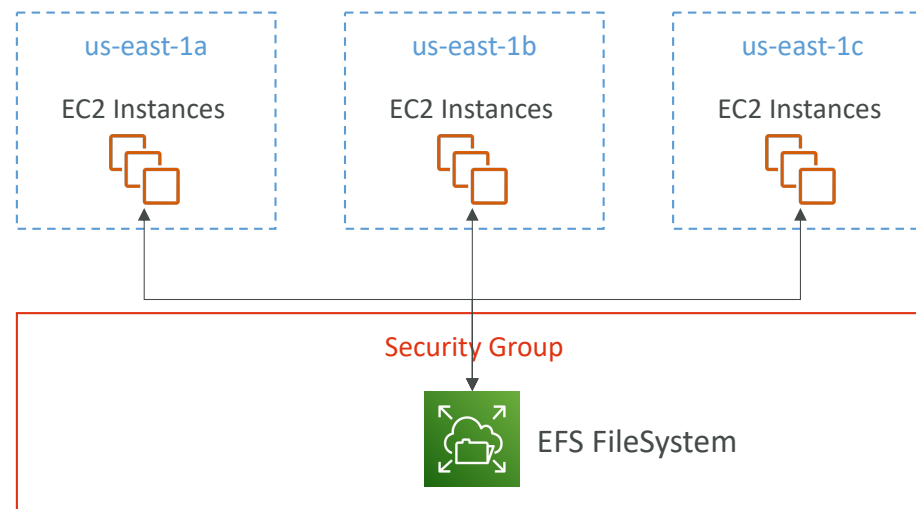 us-east-1a
us-east-1b
us-east-1c
EC2 Instances
EC2 Instances
EC2 Instances
Security Group
EFS FileSystem